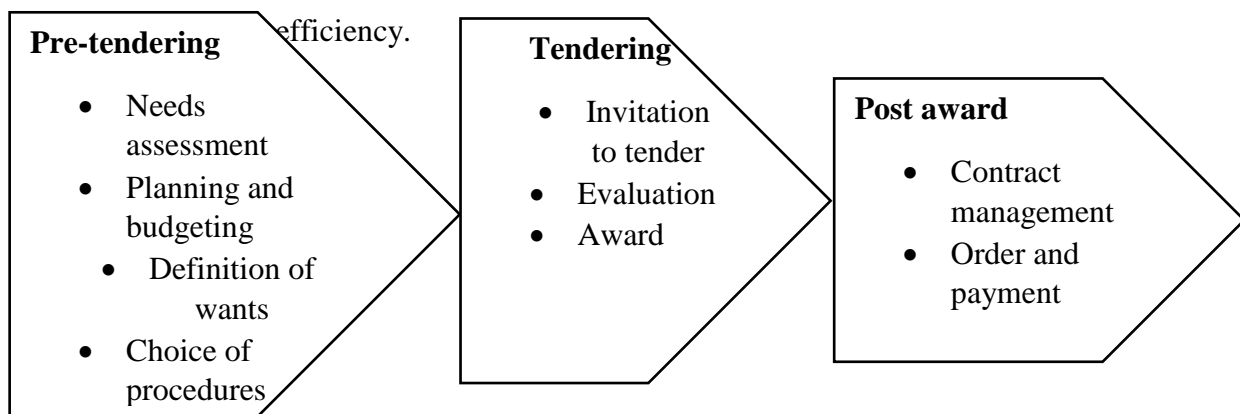 efficiency.
Pre-tendering
• Needs
assessment
• Planning and
budgeting
• Definition of
wants
• Choice of
procedures
Tendering
• Invitation
to tender
• Evaluation
• Award
Post award
• Contract
management
• Order and
payment